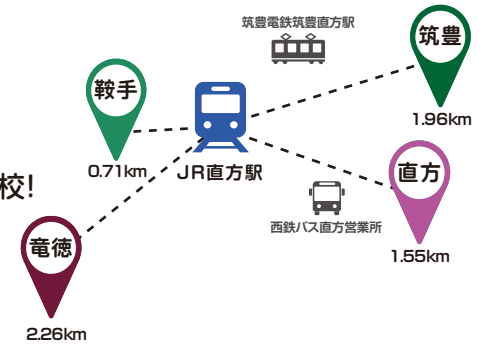 筑豊電鉄筑豊直方駅
筑豊
1.96km
鞍手
0.71km
JR直方駅
校!
直方
1.55km
西鉄バス直方営業所
竜徳
2.26km